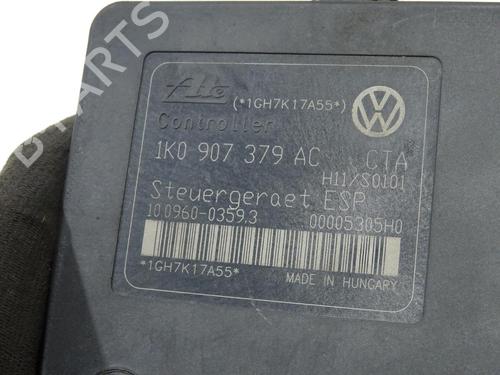 Ate (*1GH7K17A55*)
Controller
1K0 907 379 AC CTA
H11/S0101
Steuergeraet ESP
10.0960-0359.3 00005305H0
*1GH7K17A55*
MADE IN HUNGARY